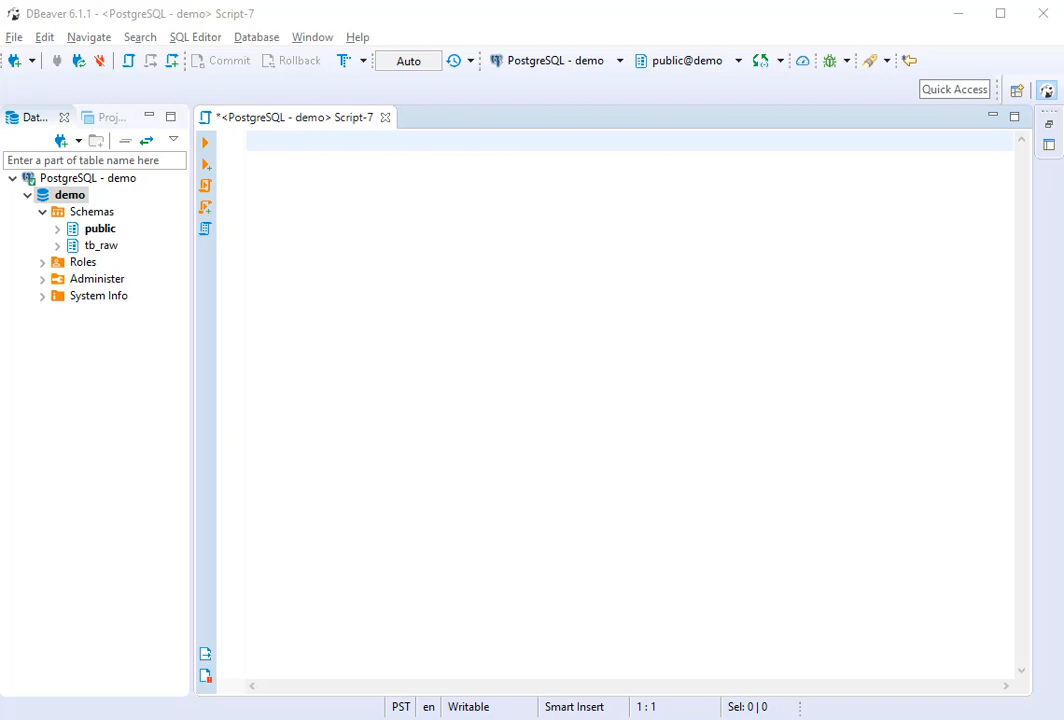 DBeaver 6.1.1 - <PostgreSQL - demo> Script-7
File Edit Navigate Search SQL Editor Database Window Help
Commit Rollback Auto PostgreSQL - demo public@demo
Quick Access
Dat... Proj... *<PostgreSQL - demo> Script-7
Enter a part of table name here
PostgreSQL - demo
demo
Schemas
public
tb_raw
Roles
Administer
System Info
PST en Writable Smart Insert 1 : 1 Sel: 0 | 0